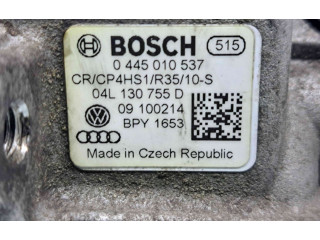 BOSCH 515
0 445 010 537
CR/CP4HS1/R35/10-S
04L 130 755 D
09 100214
BPY 1653
Made in Czech Republic